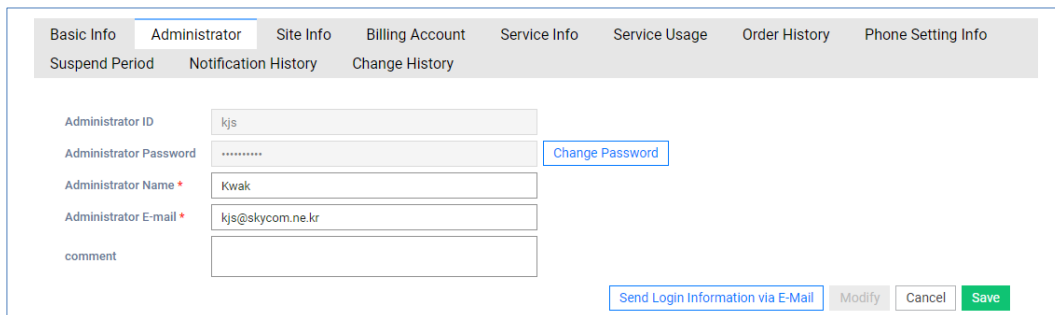 Basic Info Administrator Site Info Billing Account Service Info Service Usage Order History Phone Setting Info
Suspend Period Notification History Change History
Administrator ID kjs
Administrator Password •••••••••• Change Password
Administrator Name * Kwak
Administrator E-mail * kjs@skycom.ne.kr
comment
Send Login Information via E-Mail Modify Cancel Save